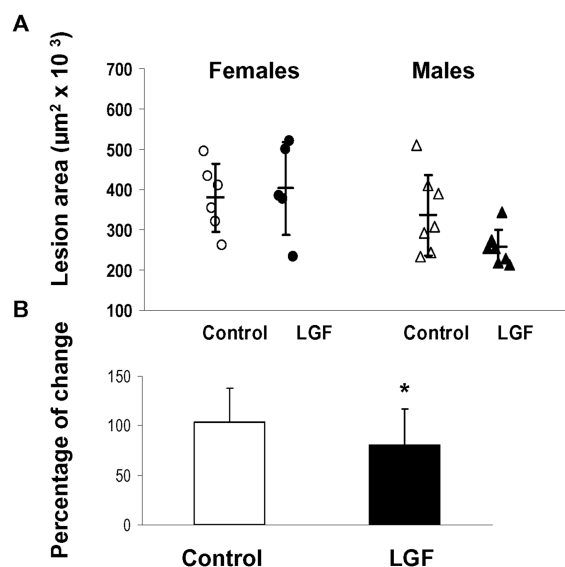 A
Lesion area (µm² x 10 ³)
700
600
500
400
300
200
100
Females
Males
Control
LGF
Control
LGF
B
Percentage of change
150
100
50
0
*
Control
LGF